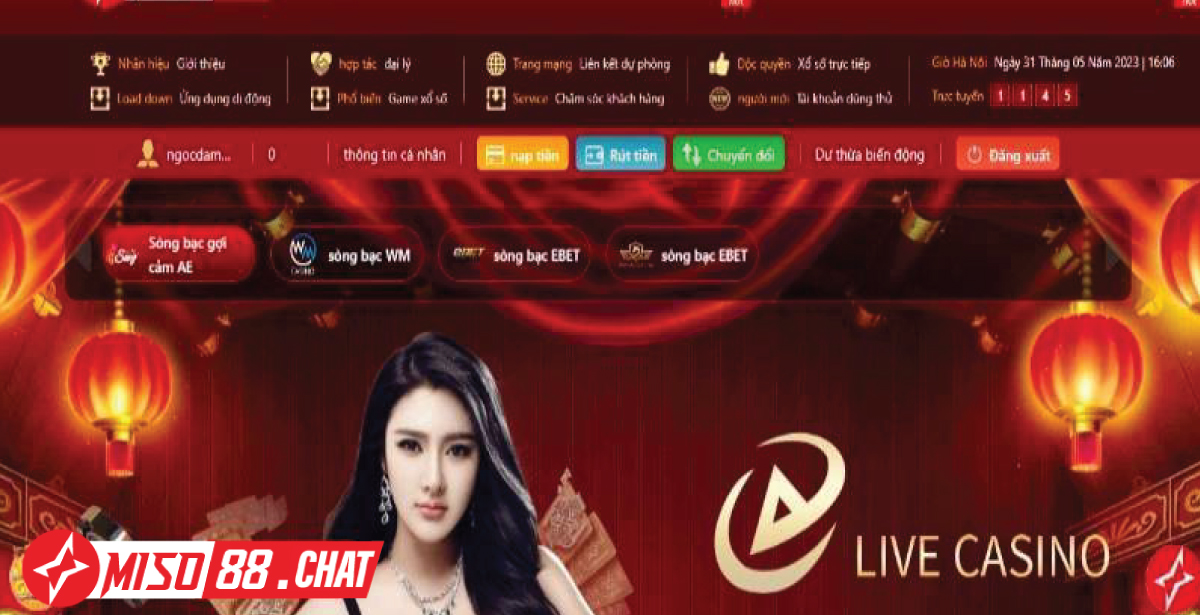 Nhãn hiệu Giới thiệu
hợp tác đại lý
Trang mạng Liên kết dự phòng
Độc quyền Xổ số trực tiếp
Giờ Hà Nội Ngày 31 Tháng 05 Năm 2023 | 16:06
Load down Ứng dụng di động
Phổ biến Game xổ số
Service Chăm sóc khách hàng
người mới Tài khoản dùng thử
Trực tuyến 1 1 4 5
ngocdam... 0 thông tin cá nhân nạp tiền Rút tiền Chuyển đổi Dư thừa biến động Đăng xuất
Sexy Sòng bạc gợi
cảm AE
WM
CASINO
sòng bạc WM
eBET sòng bạc EBET
sòng bạc EBET
LIVE CASINO
MISO 88.CHAT